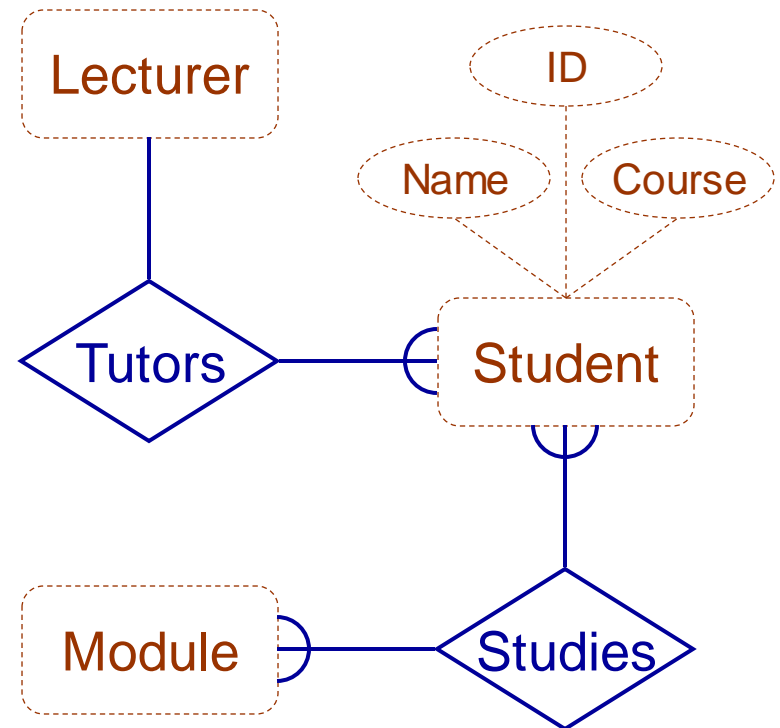 Lecturer
ID
Name
Course
Tutors
Student
Module
Studies